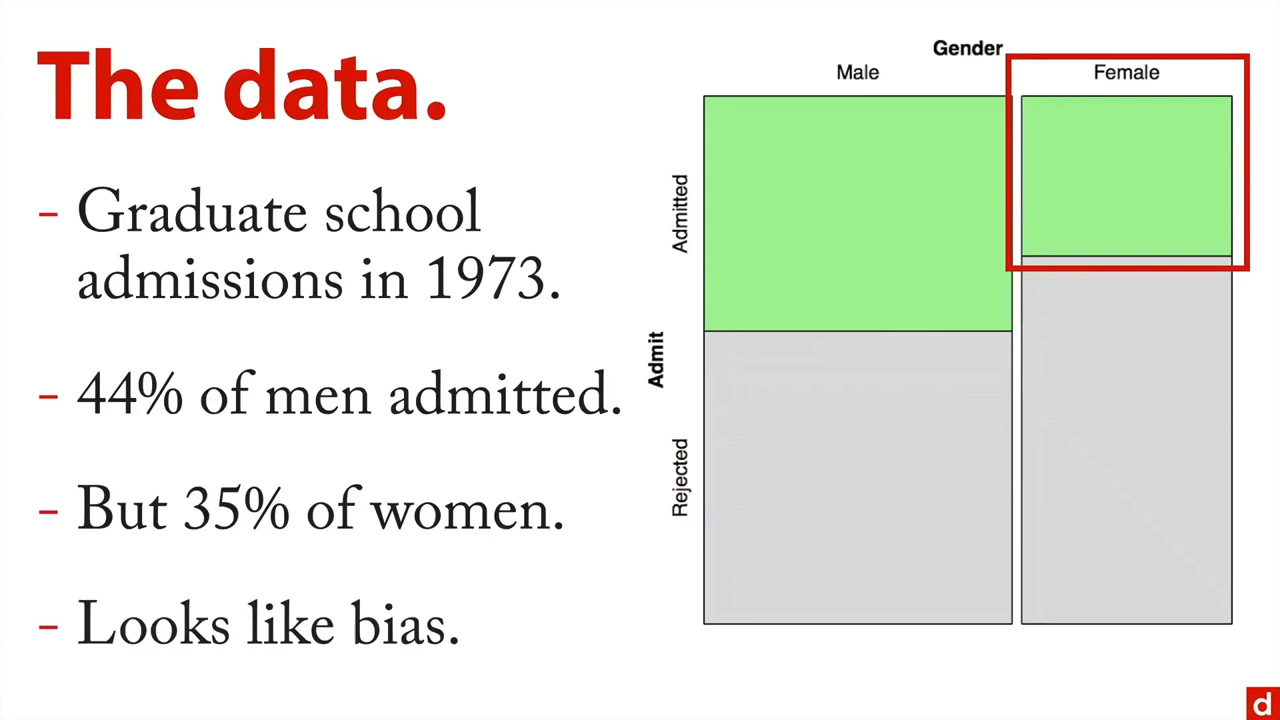 The data.
- Graduate school
admissions in 1973.
- 44% of men admitted.
- But 35% of women.
- Looks like bias.
Gender
Male
Female
Admitted
Admit
Rejected
d